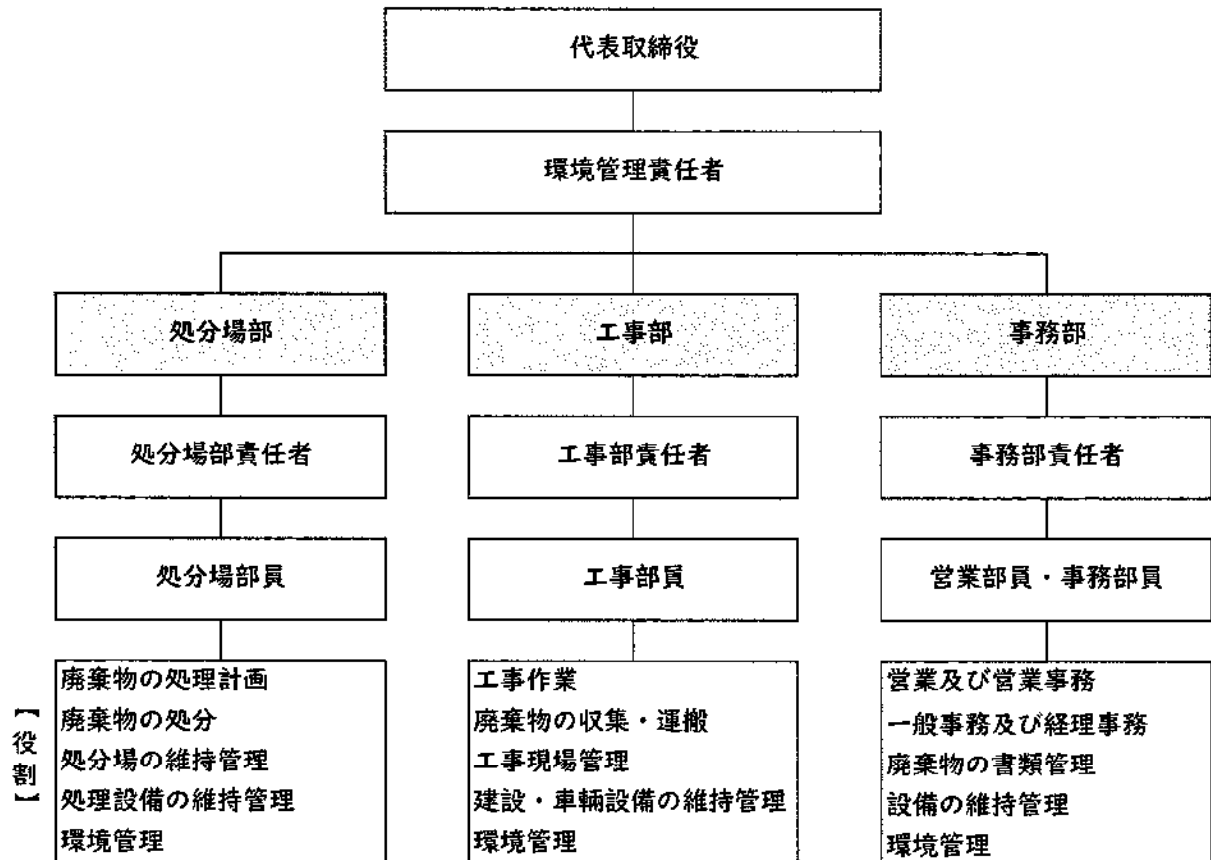 代表取締役
環境管理責任者
処分場部
工事部
事務部
処分場部責任者
工事部責任者
事務部責任者
処分場部員
工事部員
営業部員・事務部員
【役割】
廃棄物の処理計画
廃棄物の処分
処分場の維持管理
処理設備の維持管理
環境管理
工事作業
廃棄物の収集・運搬
工事現場管理
建設・車輌設備の維持管理
環境管理
営業及び営業事務
一般事務及び経理事務
廃棄物の書類管理
設備の維持管理
環境管理